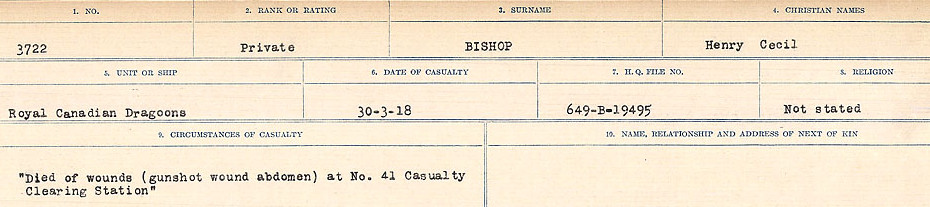 1. NO. 2. RANK OR RATING 3. SURNAME 4. CHRISTIAN NAMES
3722 Private BISHOP Henry Cecil
5. UNIT OR SHIP 6. DATE OF CASUALTY 7. H. Q. FILE NO. 8. RELIGION
Royal Canadian Dragoons 30-3-18 649-B-19495 Not stated
9. CIRCUMSTANCES OF CASUALTY 10. NAME, RELATIONSHIP AND ADDRESS OF NEXT OF KIN
"Died of wounds (gunshot wound abdomen) at No. 41 Casualty
Clearing Station"